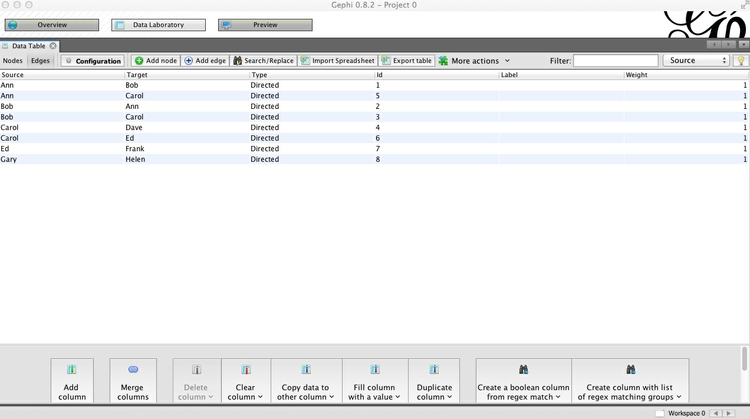 Gephi 0.8.2 - Project 0
Overview Data Laboratory Preview
Data Table
Nodes Edges Configuration Add node Add edge Search/Replace Import Spreadsheet Export table More actions Filter: Source
Source Target Type Id Label Weight
Ann Bob Directed 1 1
Ann Carol Directed 5 1
Bob Ann Directed 2 1
Bob Carol Directed 3 1
Carol Dave Directed 4 1
Carol Ed Directed 6 1
Ed Frank Directed 7 1
Gary Helen Directed 8 1
Add column
Merge columns
Delete column
Clear column
Copy data to other column
Fill column with a value
Duplicate column
Create a boolean column from regex match
Create column with list of regex matching groups
Workspace 0